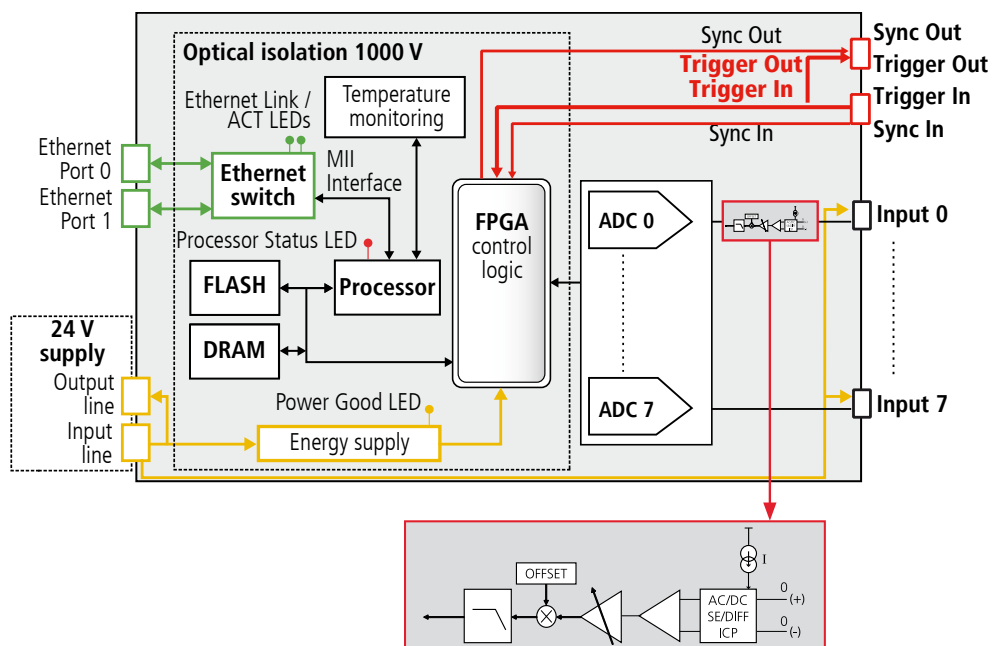 Optical isolation 1000 V
Sync Out
Trigger Out
Trigger In
Sync In
Sync Out
Trigger Out
Trigger In
Sync In
Ethernet Link /
ACT LEDs
Temperature
monitoring
Ethernet
Port 0
Ethernet
Port 1
Ethernet
switch
MII
Interface
FPGA
control
logic
ADC 0
Input 0
Processor Status LED
FLASH
Processor
DRAM
24 V
supply
Output
line
Input
line
Power Good LED
Energy supply
ADC 7
Input 7
OFFSET
I
AC/DC
SE/DIFF
ICP
0
(+)
0
(-)